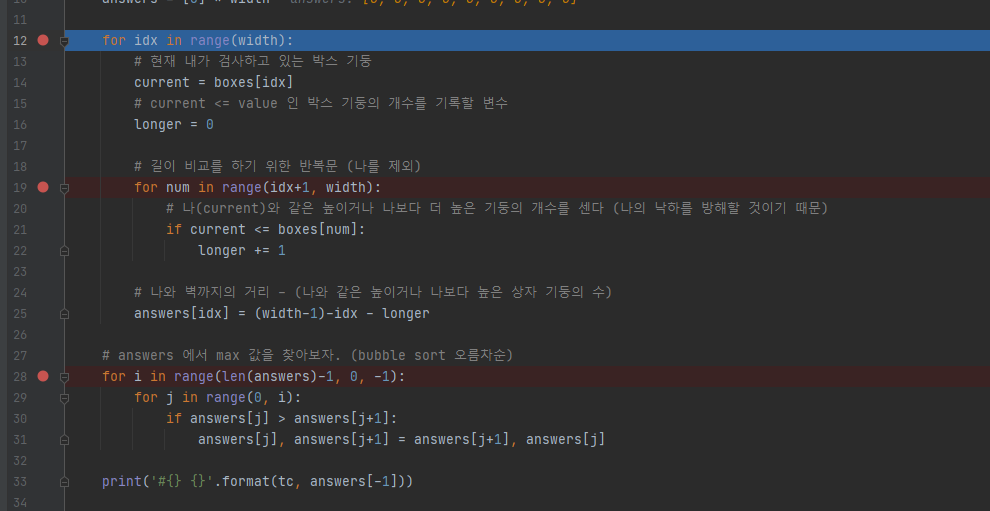 10 answers = [0] * width answers: [0, 0, 0, 0, 0, 0, 0, 0, 0]
11
12 for idx in range(width):
13 # 현재 내가 검사하고 있는 박스 기둥
14 current = boxes[idx]
15 # current <= value 인 박스 기둥의 개수를 기록할 변수
16 longer = 0
17
18 # 길이 비교를 하기 위한 반복문 (나를 제외)
19 for num in range(idx+1, width):
20 # 나(current)와 같은 높이거나 나보다 더 높은 기둥의 개수를 센다 (나의 낙하를 방해할 것이기 때문)
21 if current <= boxes[num]:
22 longer += 1
23
24 # 나와 벽까지의 거리 - (나와 같은 높이거나 나보다 높은 상자 기둥의 수)
25 answers[idx] = (width-1)-idx - longer
26
27 # answers 에서 max 값을 찾아보자. (bubble sort 오름차순)
28 for i in range(len(answers)-1, 0, -1):
29 for j in range(0, i):
30 if answers[j] > answers[j+1]:
31 answers[j], answers[j+1] = answers[j+1], answers[j]
32
33 print('#{} {}'.format(tc, answers[-1]))
34